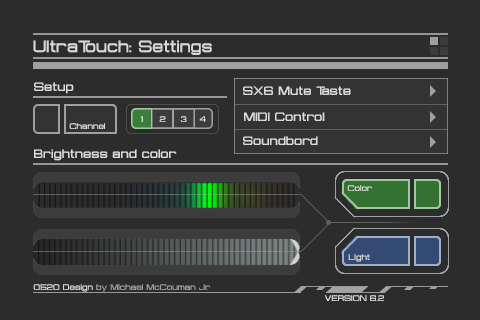 UltraTouch: Settings
Setup
Channel
1 2 3 4
SX6 Mute Taste
MIDI Control
Soundbord
Brightness and color
Color
Light
0620 Design by Michael McCouman Jr
VERSION 6.2